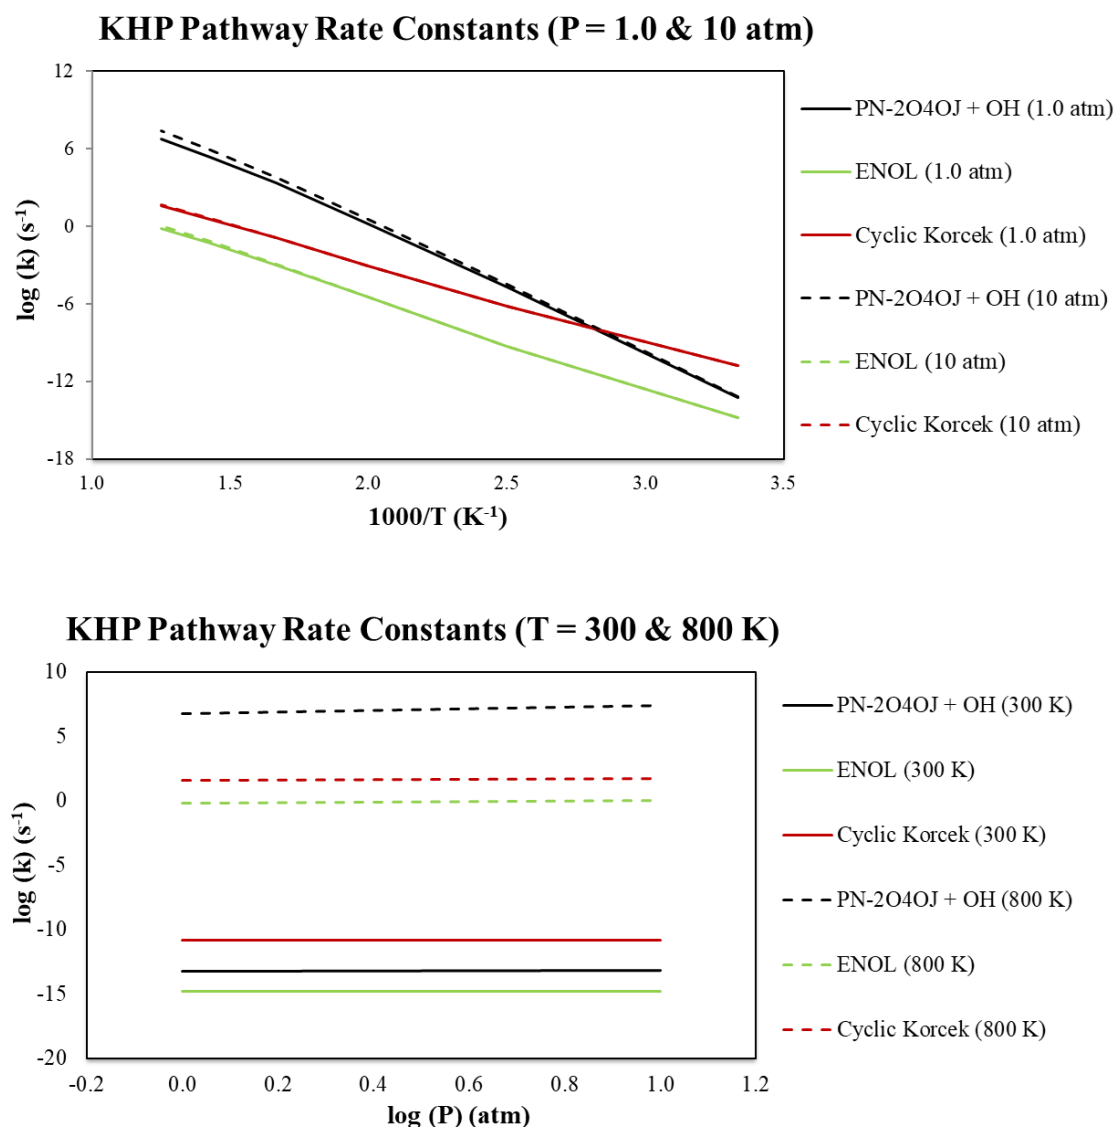 KHP Pathway Rate Constants (P = 1.0 & 10 atm)
12
6
0
-6
-12
-18
log (k) (s⁻¹)
1.0
1.5
2.0
2.5
3.0
3.5
1000/T (K⁻¹)
PN-2O4OJ + OH (1.0 atm)
ENOL (1.0 atm)
Cyclic Korcek (1.0 atm)
PN-2O4OJ + OH (10 atm)
ENOL (10 atm)
Cyclic Korcek (10 atm)
KHP Pathway Rate Constants (T = 300 & 800 K)
10
5
0
-5
-10
-15
-20
log (k) (s⁻¹)
-0.2
0.0
0.2
0.4
0.6
0.8
1.0
1.2
log (P) (atm)
PN-2O4OJ + OH (300 K)
ENOL (300 K)
Cyclic Korcek (300 K)
PN-2O4OJ + OH (800 K)
ENOL (800 K)
Cyclic Korcek (800 K)